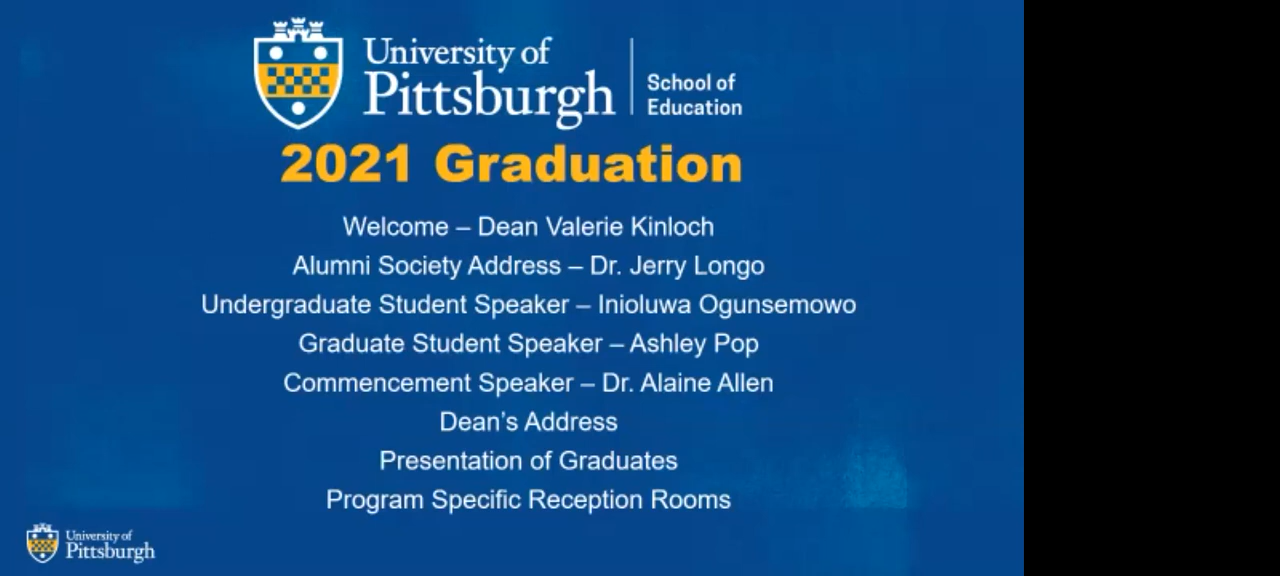 University of
Pittsburgh
School of
Education
2021 Graduation
Welcome – Dean Valerie Kinloch
Alumni Society Address – Dr. Jerry Longo
Undergraduate Student Speaker – Inioluwa Ogunsemowo
Graduate Student Speaker – Ashley Pop
Commencement Speaker – Dr. Alaine Allen
Dean’s Address
Presentation of Graduates
Program Specific Reception Rooms
University of
Pittsburgh